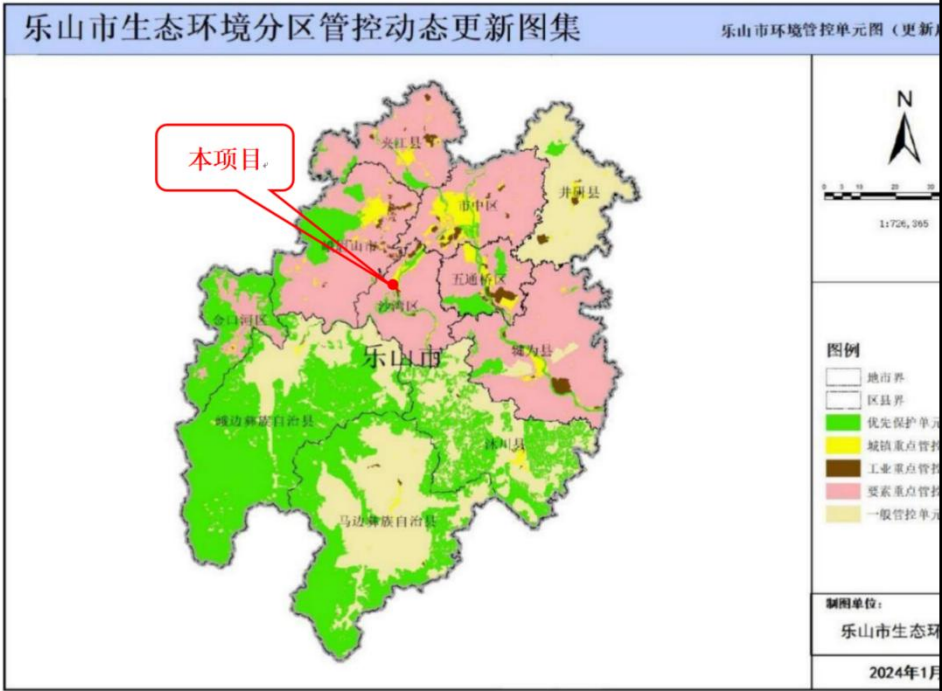 乐山市生态环境分区管控动态更新图集
乐山市环境管控单元图（更新
N
0 5 10 20 30
1:726,365
本项目
夹江县
井研县
市中区
峨眉山市
五通桥区
沙湾区
金口河区
犍为县
乐山市
峨边彝族自治县
沐川县
马边彝族自治县
图例
地市界
区县界
优先保护单元
城镇重点管控
工业重点管控
要素重点管控
一般管控单元
制图单位：
乐山市生态环
2024年1月